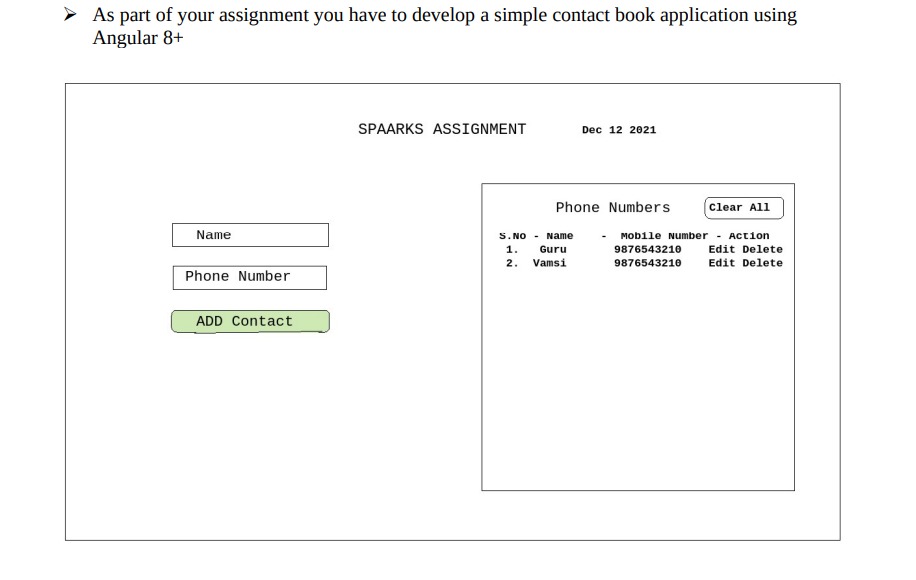 ➢ As part of your assignment you have to develop a simple contact book application using
Angular 8+
SPAARKS ASSIGNMENT Dec 12 2021
Name
Phone Number
ADD Contact
Phone Numbers Clear All
S.No - Name - Mobile Number - Action
1. Guru 9876543210 Edit Delete
2. Vamsi 9876543210 Edit Delete